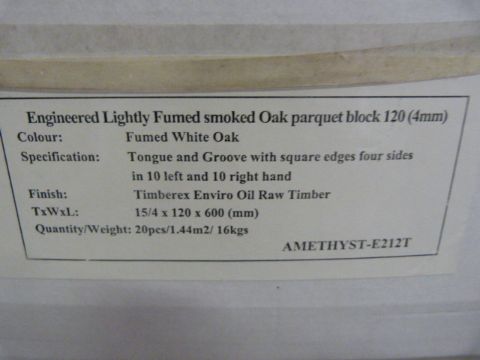 Engineered Lightly Fumed smoked Oak parquet block 120 (4mm)
Colour: Fumed White Oak
Specification: Tongue and Groove with square edges four sides
in 10 left and 10 right hand
Finish: Timberex Enviro Oil Raw Timber
TxWxL: 15/4 x 120 x 600 (mm)
Quantity/Weight: 20pcs/1.44m2/ 16kgs
AMETHYST-E212T